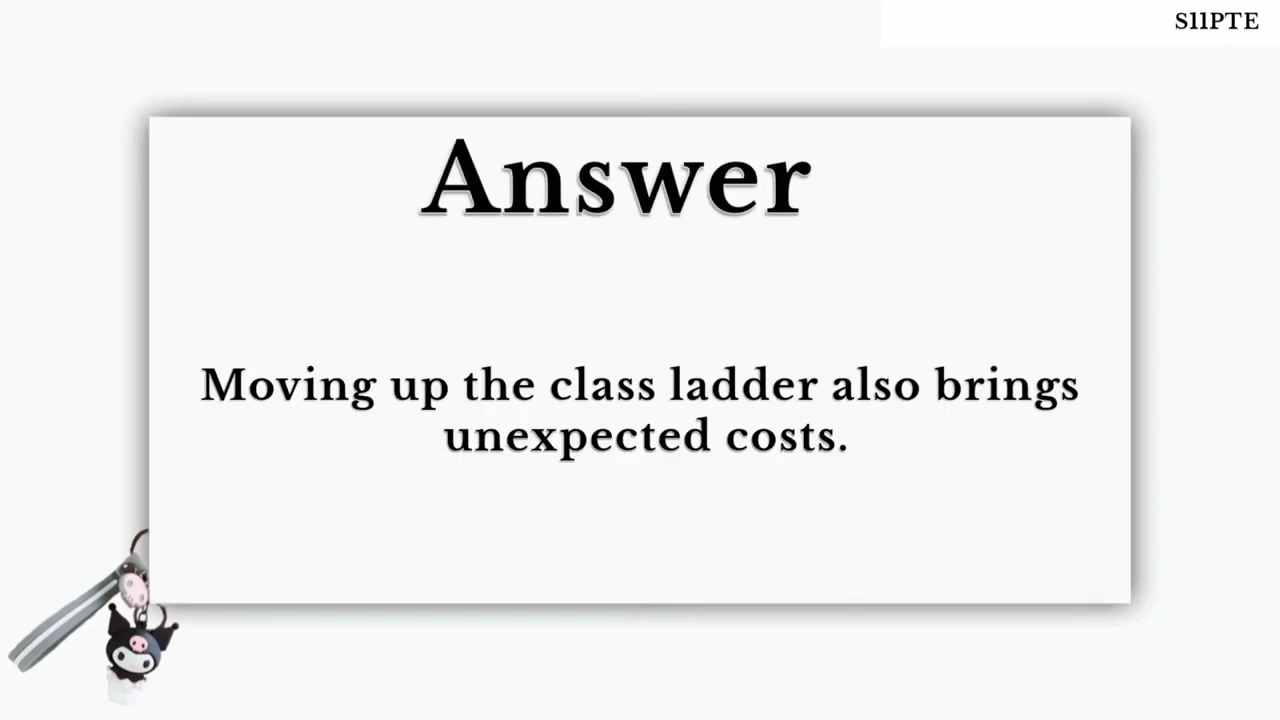 S11PTE
Answer
Moving up the class ladder also brings
unexpected costs.